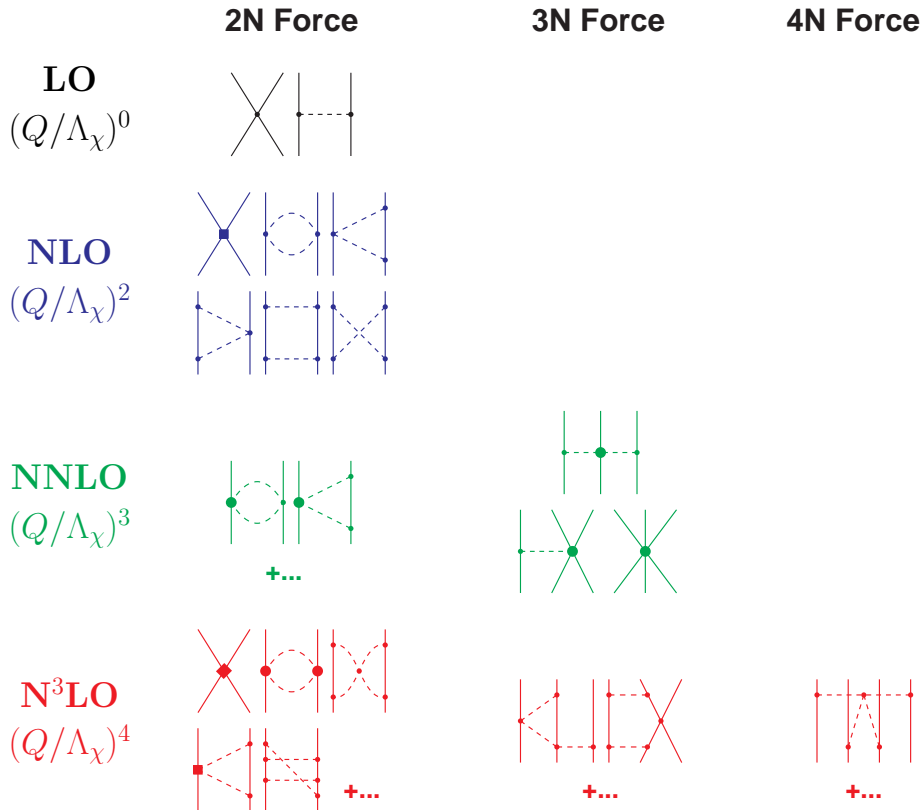 2N Force 3N Force 4N Force
LO
(Q/Λχ)⁰
NLO
(Q/Λχ)²
NNLO
(Q/Λχ)³
+...
N³LO
(Q/Λχ)⁴
+... +... +...